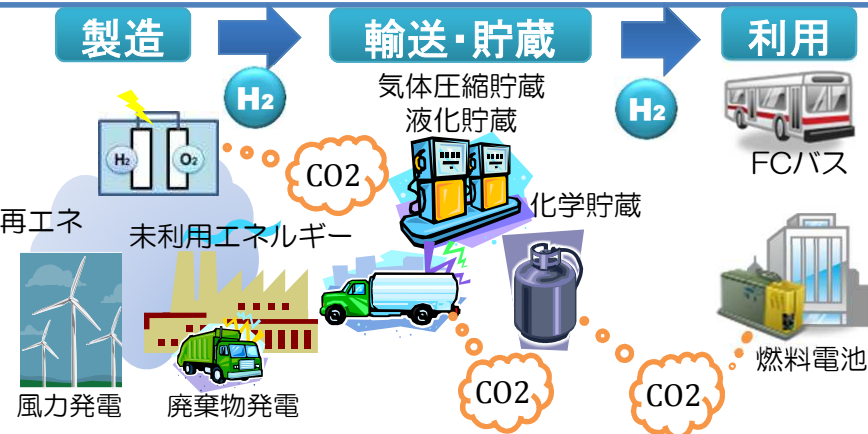 製造
輸送・貯蔵
利用
H2
H2
気体圧縮貯蔵
液化貯蔵
FCバス
H2
O2
CO2
化学貯蔵
再エネ
未利用エネルギー
燃料電池
CO2
CO2
風力発電
廃棄物発電